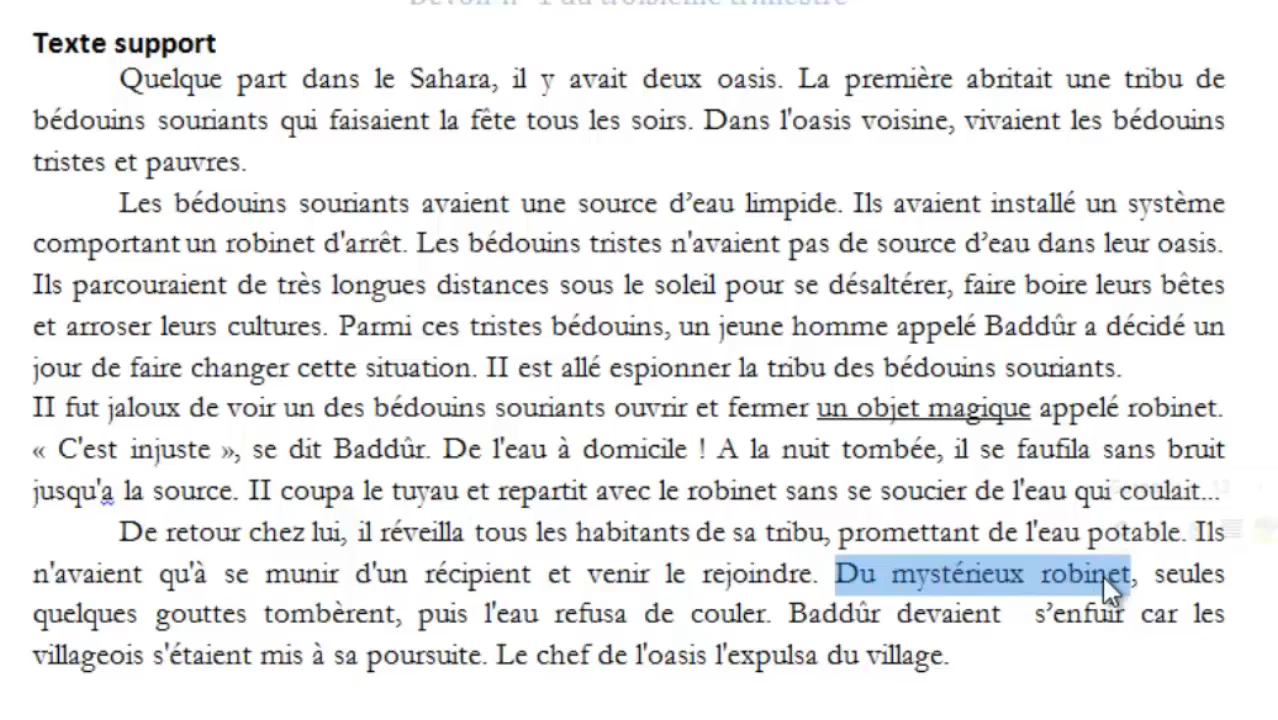 Devoir n° 1 du troisième trimestre
Texte support
Quelque part dans le Sahara, il y avait deux oasis. La première abritait une tribu de
bédouins souriants qui faisaient la fête tous les soirs. Dans l'oasis voisine, vivaient les bédouins
tristes et pauvres.
Les bédouins souriants avaient une source d’eau limpide. Ils avaient installé un système
comportant un robinet d'arrêt. Les bédouins tristes n'avaient pas de source d’eau dans leur oasis.
Ils parcouraient de très longues distances sous le soleil pour se désaltérer, faire boire leurs bêtes
et arroser leurs cultures. Parmi ces tristes bédouins, un jeune homme appelé Baddûr a décidé un
jour de faire changer cette situation. II est allé espionner la tribu des bédouins souriants.
II fut jaloux de voir un des bédouins souriants ouvrir et fermer un objet magique appelé robinet.
« C'est injuste », se dit Baddûr. De l'eau à domicile ! A la nuit tombée, il se faufila sans bruit
jusqu'a la source. II coupa le tuyau et repartit avec le robinet sans se soucier de l'eau qui coulait...
De retour chez lui, il réveilla tous les habitants de sa tribu, promettant de l'eau potable. Ils
n'avaient qu'à se munir d'un récipient et venir le rejoindre. Du mystérieux robinet, seules
quelques gouttes tombèrent, puis l'eau refusa de couler. Baddûr devaient s’enfuir car les
villageois s'étaient mis à sa poursuite. Le chef de l'oasis l'expulsa du village.